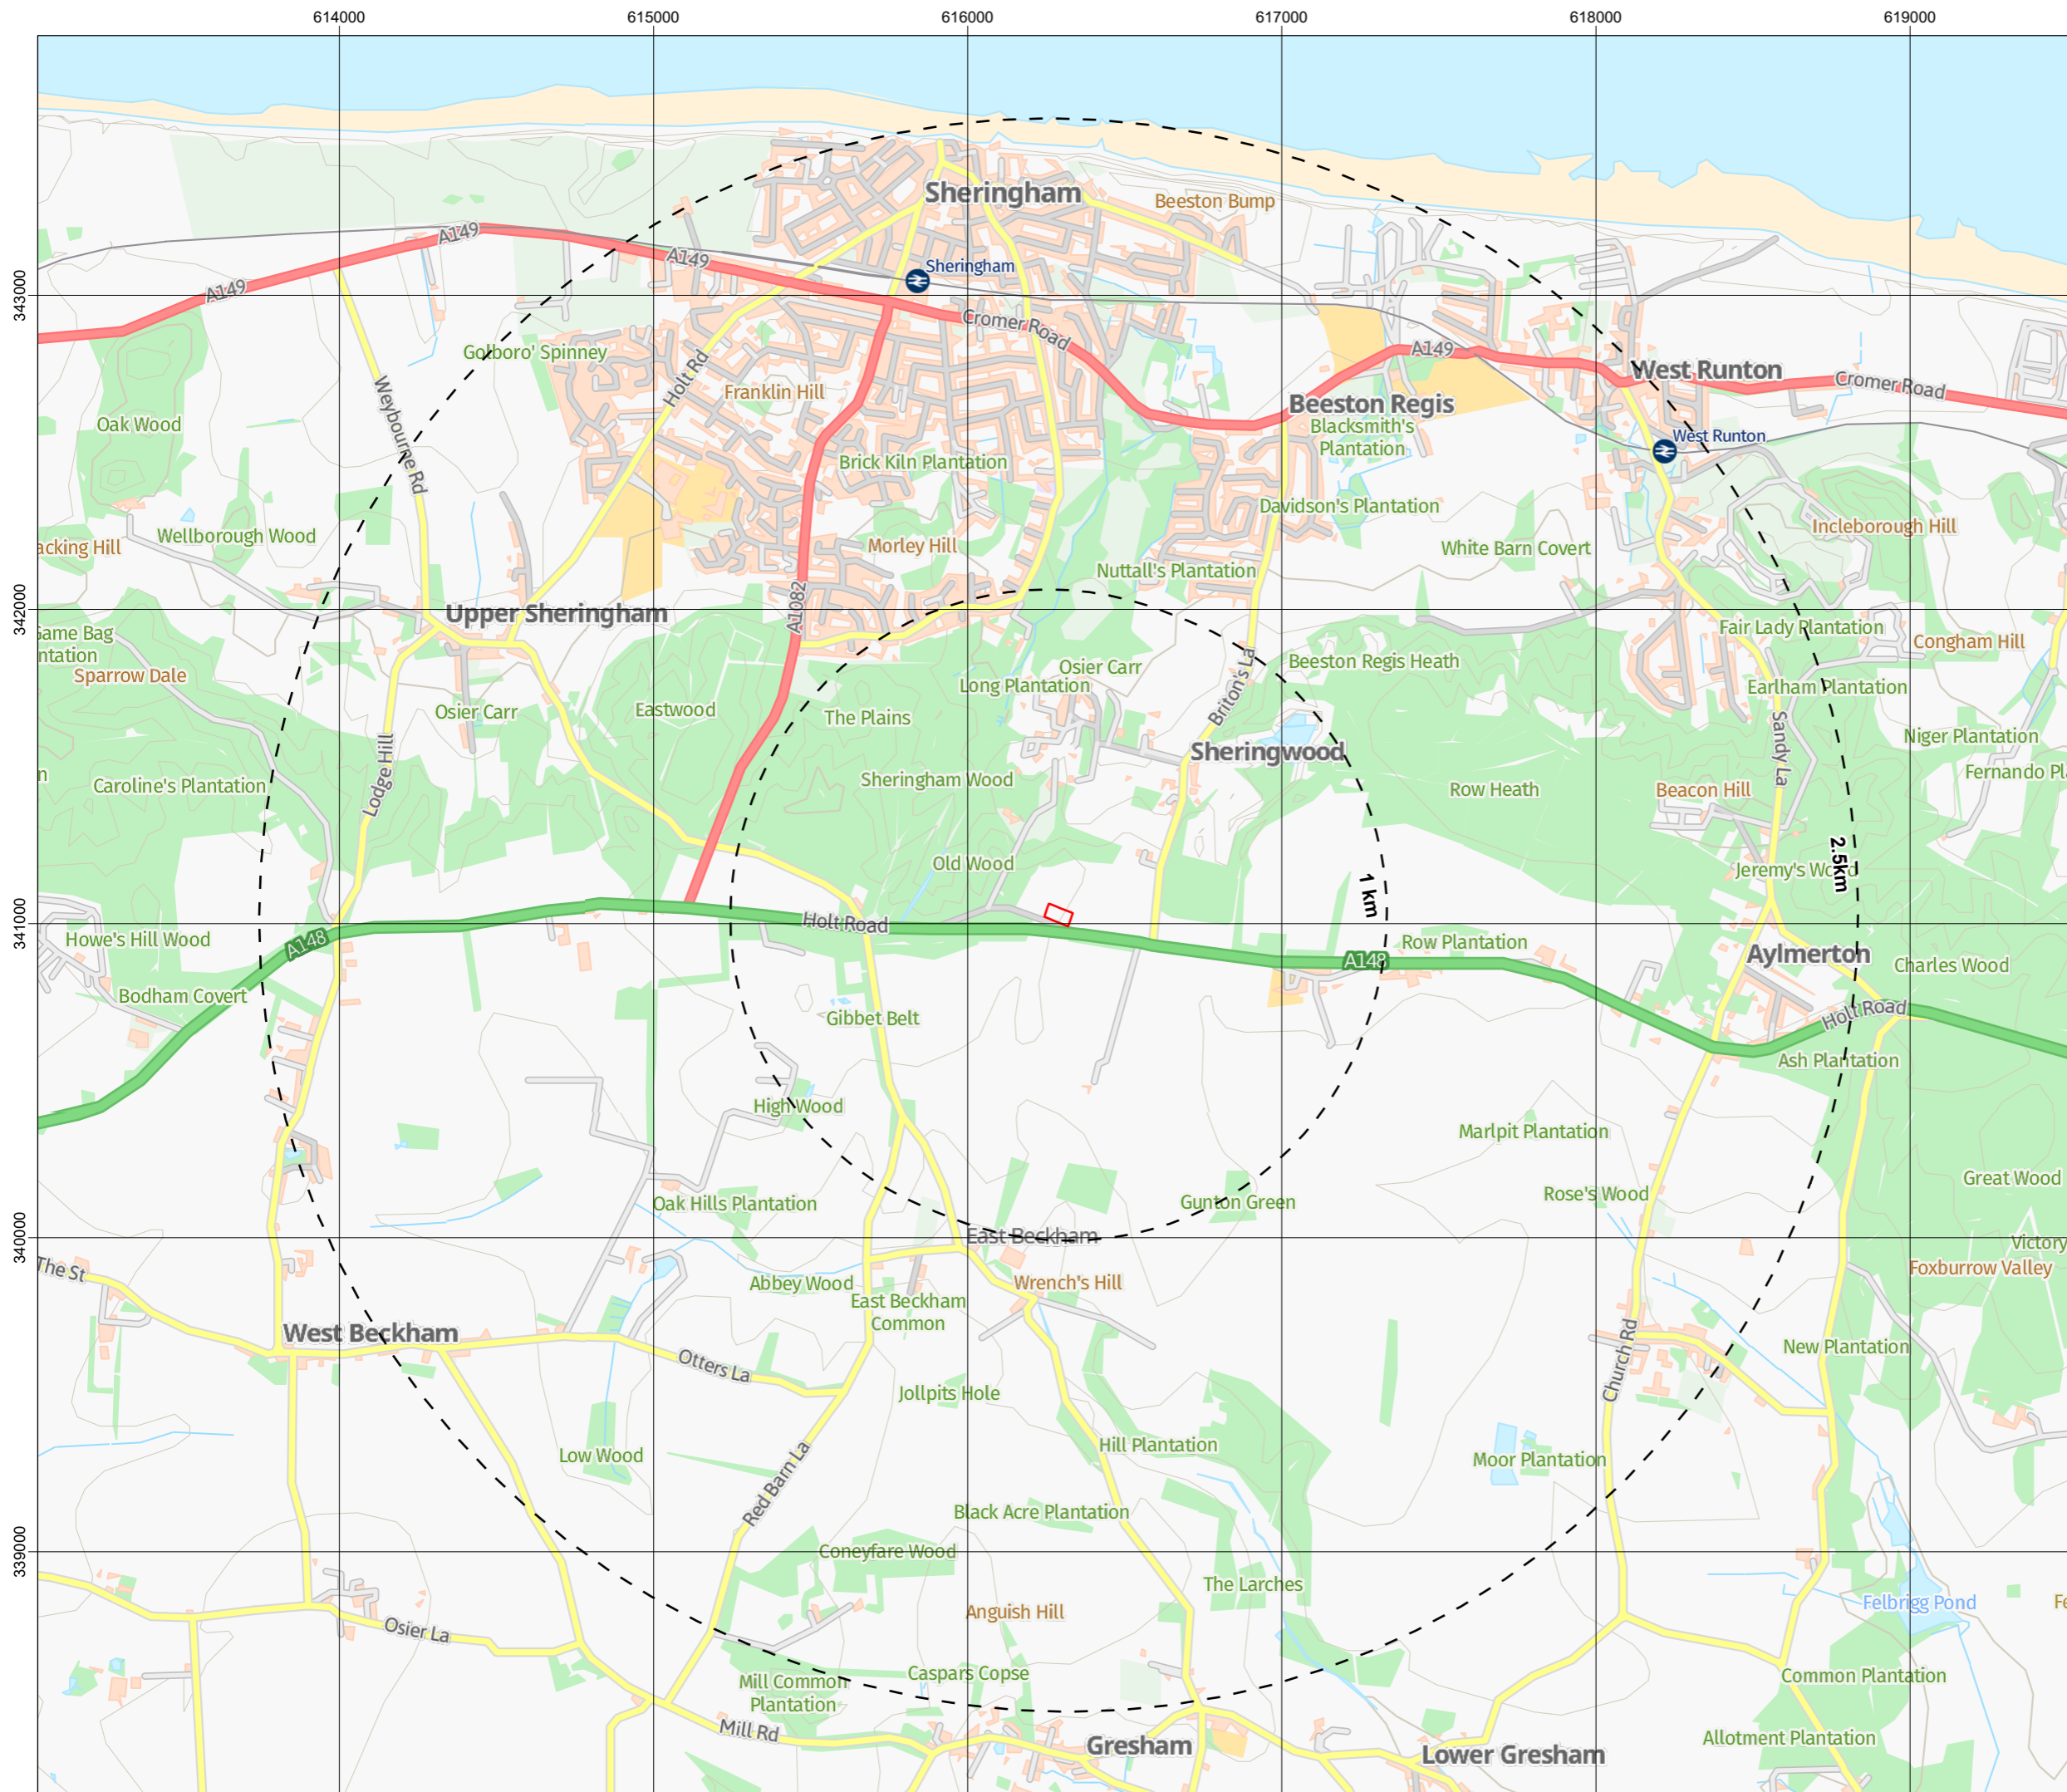 614000 615000 616000 617000 618000 619000
Sheringham
Beeston Bump
A149
A149
Sheringham
A149
343000
Cromer Road
Golboro' Spinney
A149
West Runton
Holt Rd
Franklin Hill
Cromer Road
Weybourne Rd
Beeston Regis
Oak Wood
Blacksmith's
Plantation
West Runton
Brick Kiln Plantation
Davidson's Plantation
Incleborough Hill
Wellborough Wood
acking Hill
Morley Hill
White Barn Covert
Nuttall's Plantation
342000
A1082
Upper Sheringham
Fair Lady Plantation
Game Bag
ntation
Congham Hill
Osier Carr
Beeston Regis Heath
Sparrow Dale
Long Plantation
Briton's La
Earlham Plantation
Osier Carr
Eastwood
The Plains
Niger Plantation
Sandy La
Sheringwood
Lodge Hill
Fernando Pl
n
Caroline's Plantation
Sheringham Wood
Row Heath
Beacon Hill
Old Wood
2.5km
Jeremy's Wood
1 km
341000
Holt Road
Howe's Hill Wood
A148
Row Plantation
Aylmerton
A148
Charles Wood
Bodham Covert
Holt Road
Gibbet Belt
Ash Plantation
High Wood
Marlpit Plantation
Great Wood
Rose's Wood
Oak Hills Plantation
Gunton Green
340000
East Beckham
Victory
The St
Foxburrow Valley
Abbey Wood
Wrench's Hill
East Beckham
Common
West Beckham
New Plantation
Church Rd
Otters La
Jollpits Hole
Hill Plantation
Low Wood
Moor Plantation
Red Barn La
Black Acre Plantation
339000
Coneyfare Wood
The Larches
Felbrigg Pond
Fe
Anguish Hill
Osier La
Caspars Copse
Common Plantation
Mill Common
Plantation
Mill Rd
Allotment Plantation
Gresham
Lower Gresham